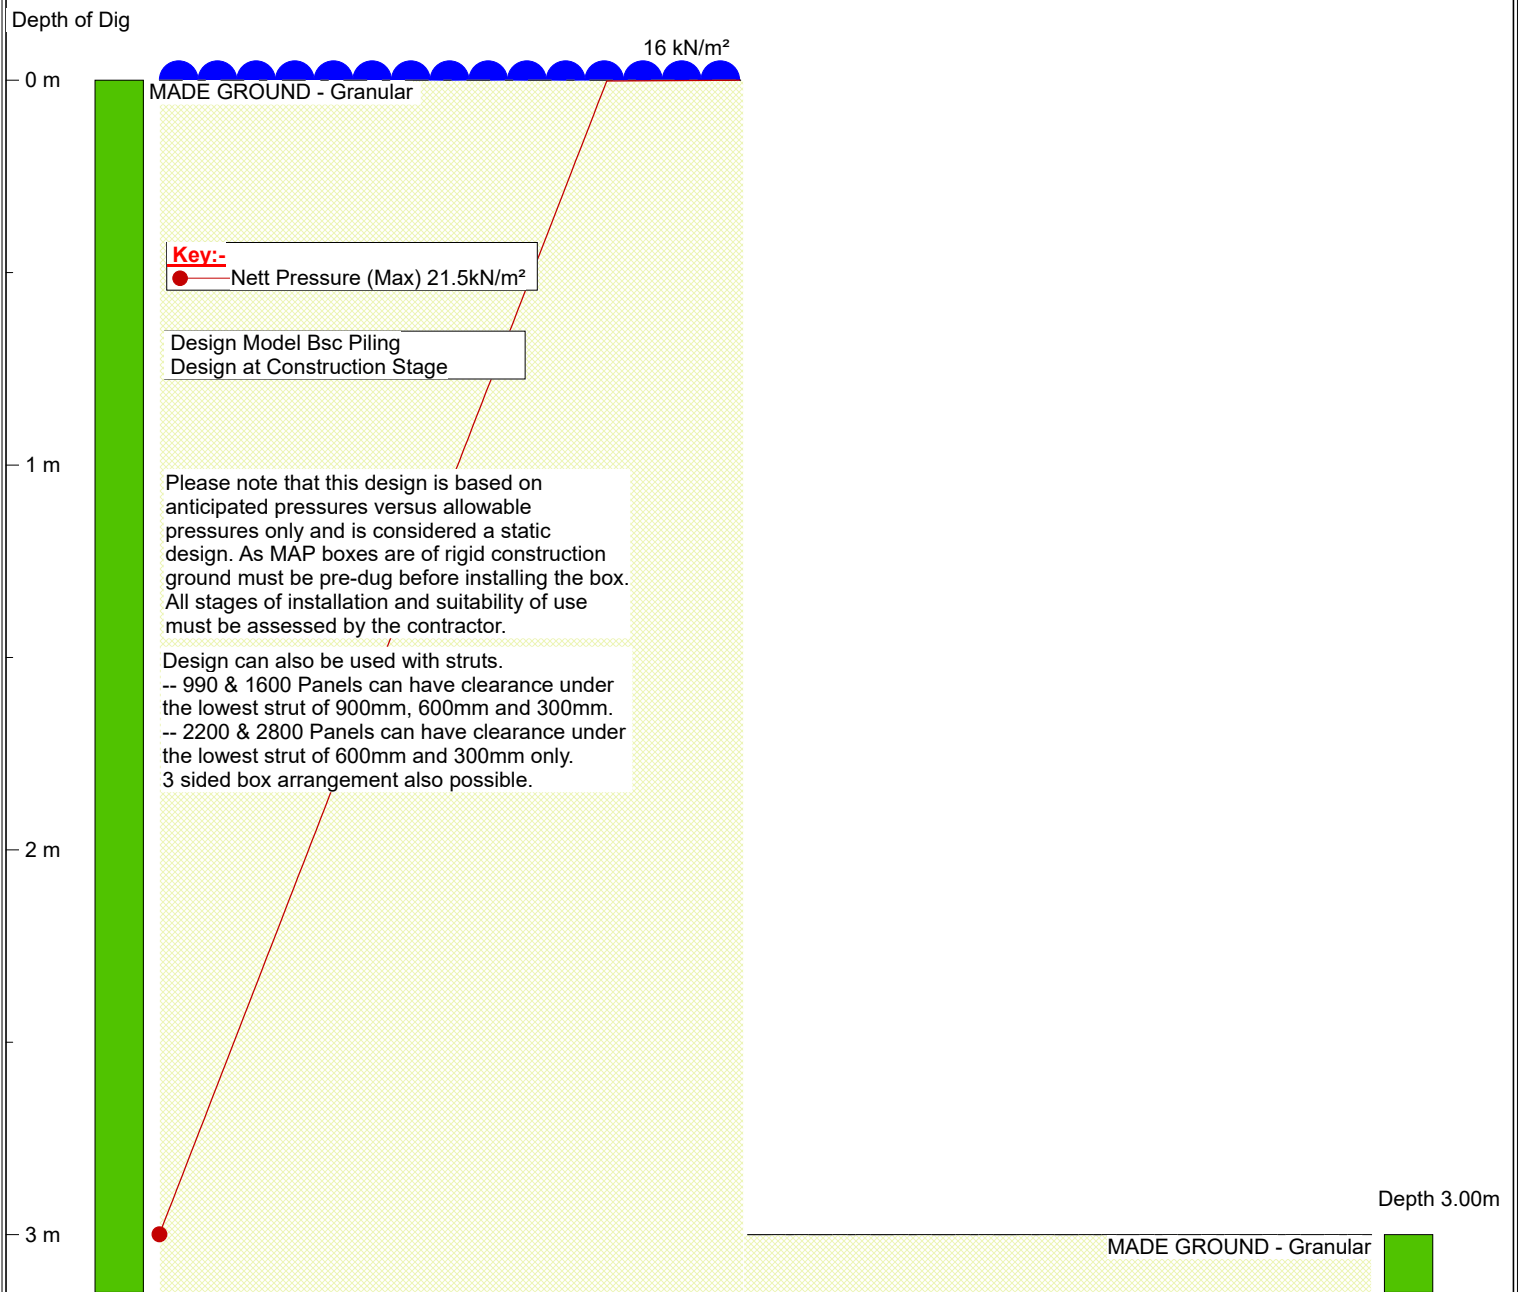 Depth of Dig
16 kN/m²
0 m
MADE GROUND - Granular
Key:-
Nett Pressure (Max) 21.5kN/m²
Design Model Bsc Piling
Design at Construction Stage
1 m
Please note that this design is based on
anticipated pressures versus allowable
pressures only and is considered a static
design. As MAP boxes are of rigid construction
ground must be pre-dug before installing the box.
All stages of installation and suitability of use
must be assessed by the contractor.
Design can also be used with struts.
-- 990 & 1600 Panels can have clearance under
the lowest strut of 900mm, 600mm and 300mm.
-- 2200 & 2800 Panels can have clearance under
the lowest strut of 600mm and 300mm only.
3 sided box arrangement also possible.
2 m
Depth 3.00m
3 m
MADE GROUND - Granular